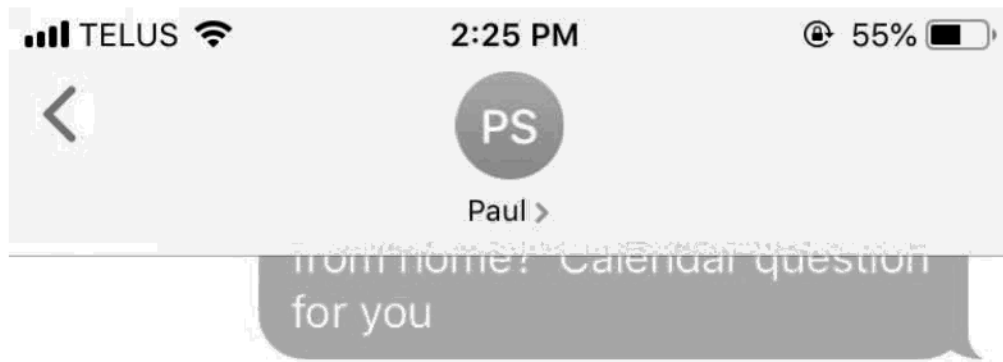 TELUS 2:25 PM 55%
PS
Paul >
from home? Calendar question
for you